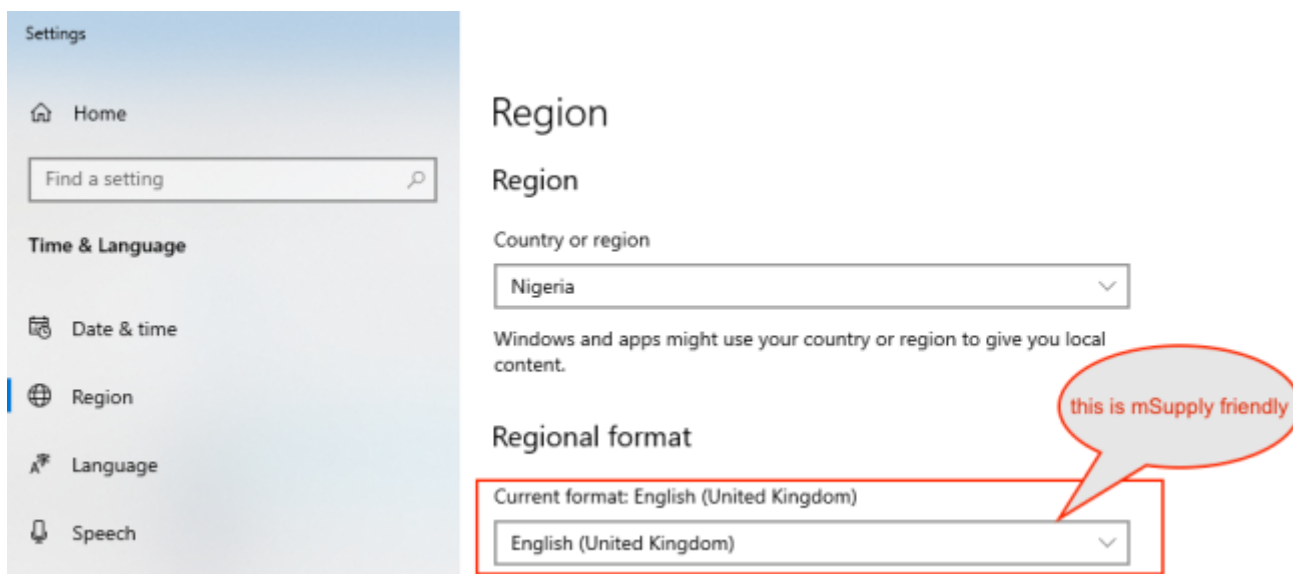 Settings
Home
Find a setting
Time & Language
Date & time
Region
Language
Speech
Region
Region
Country or region
Nigeria
Windows and apps might use your country or region to give you local
content.
this is mSupply friendly
Regional format
Current format: English (United Kingdom)
English (United Kingdom)